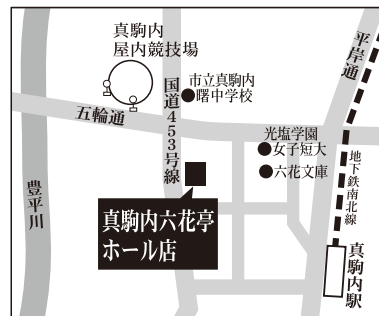 真駒内
屋内競技場
国道453号線
市立真駒内
曙中学校
平岸通
五輪通
光塩学園
女子短大
六花文庫
地下鉄南北線
豊平川
真駒内六花亭
ホール店
真駒内駅